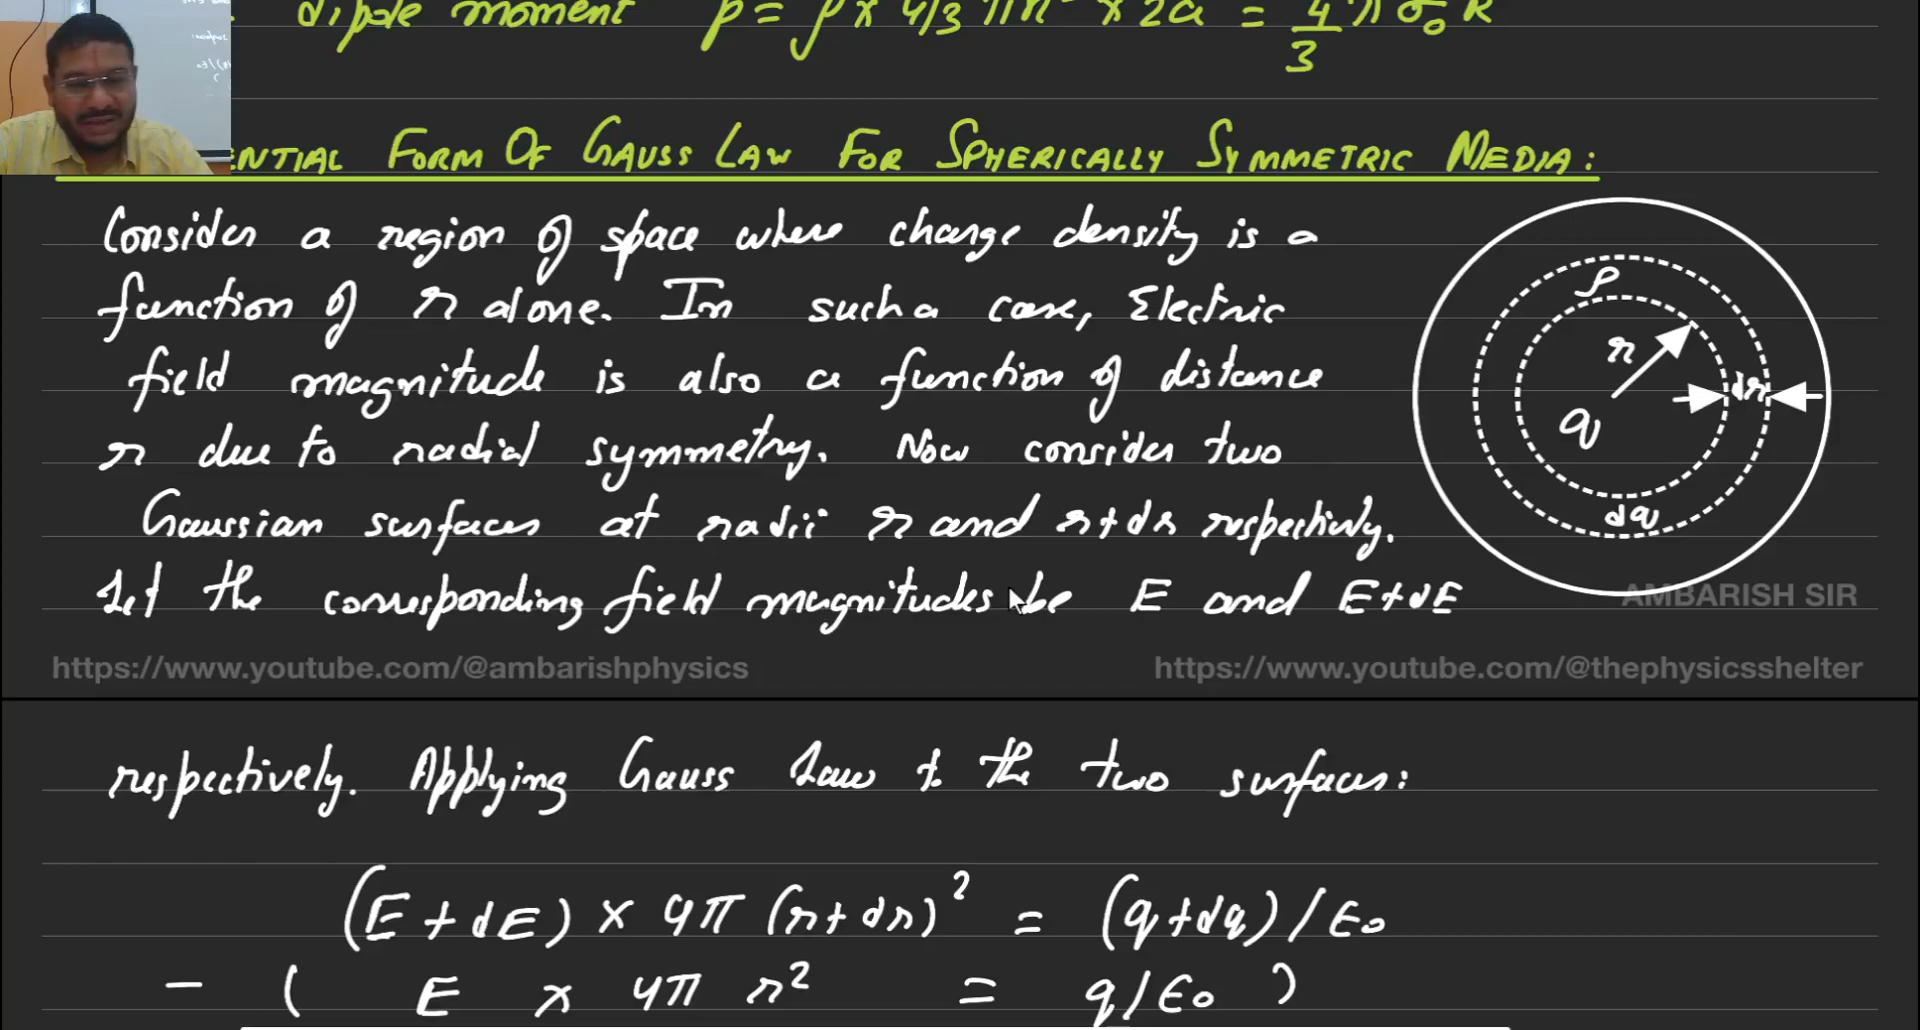 dipole moment p = ρ × 4/3 π × 2a = 4/3 π σ₀ R
ENTIAL FORM OF GAUSS LAW FOR SPHERICALLY SYMMETRIC MEDIA:
Consider a region of space where charge density is a
function of r alone. In such a case, Electric
field magnitude is also a function of distance
r due to radial symmetry. Now consider two
Gaussian surfaces at radii r and r+dr respectively.
Let the corresponding field magnitudes be E and E+dE
ρ
r
dr
q
dq
AMBARISH SIR
https://www.youtube.com/@ambarishphysics
https://www.youtube.com/@thephysicsshelter
respectively. Applying Gauss Law to the two surfaces:
(E + dE) × 4π (r + dr)² = (q + dq) / ε₀
– ( E × 4π r² = q/ε₀ )